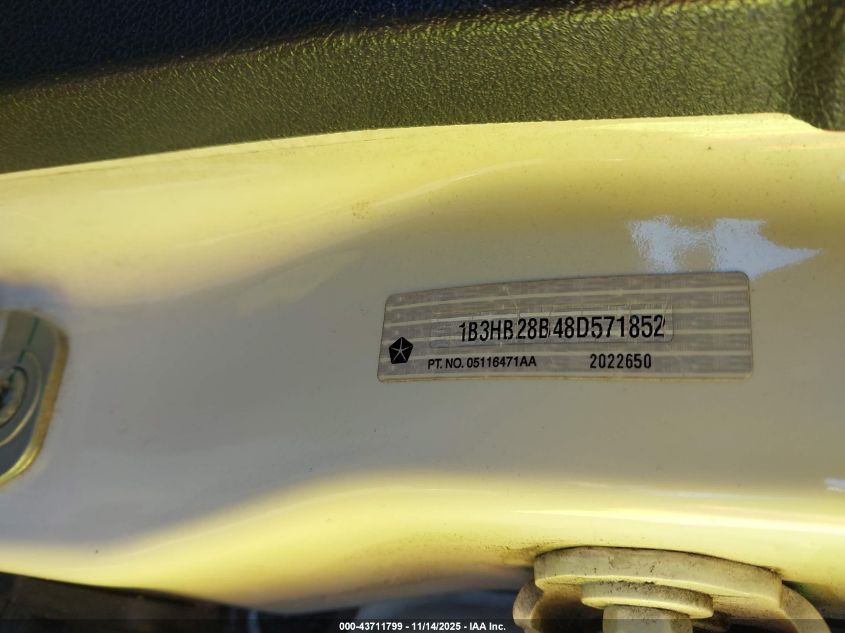 1B3HB28B48D571852
PT. NO. 05116471AA 2022650
000-43711799 - 11/14/2025 - IAA Inc.